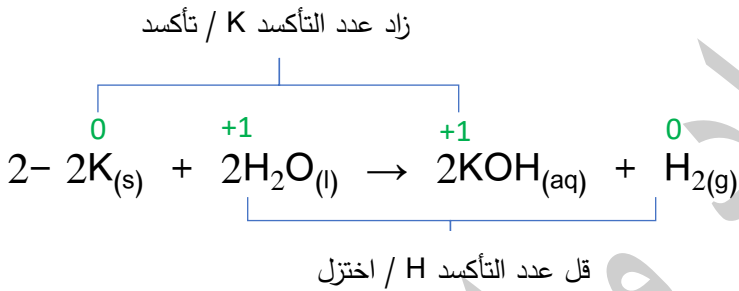 زاد عدد التأكسد K / تأكسد
0 +1 +1 0
2− 2K(s) + 2H₂O(l) → 2KOH(aq) + H₂(g)
قل عدد التأكسد H / اختزل